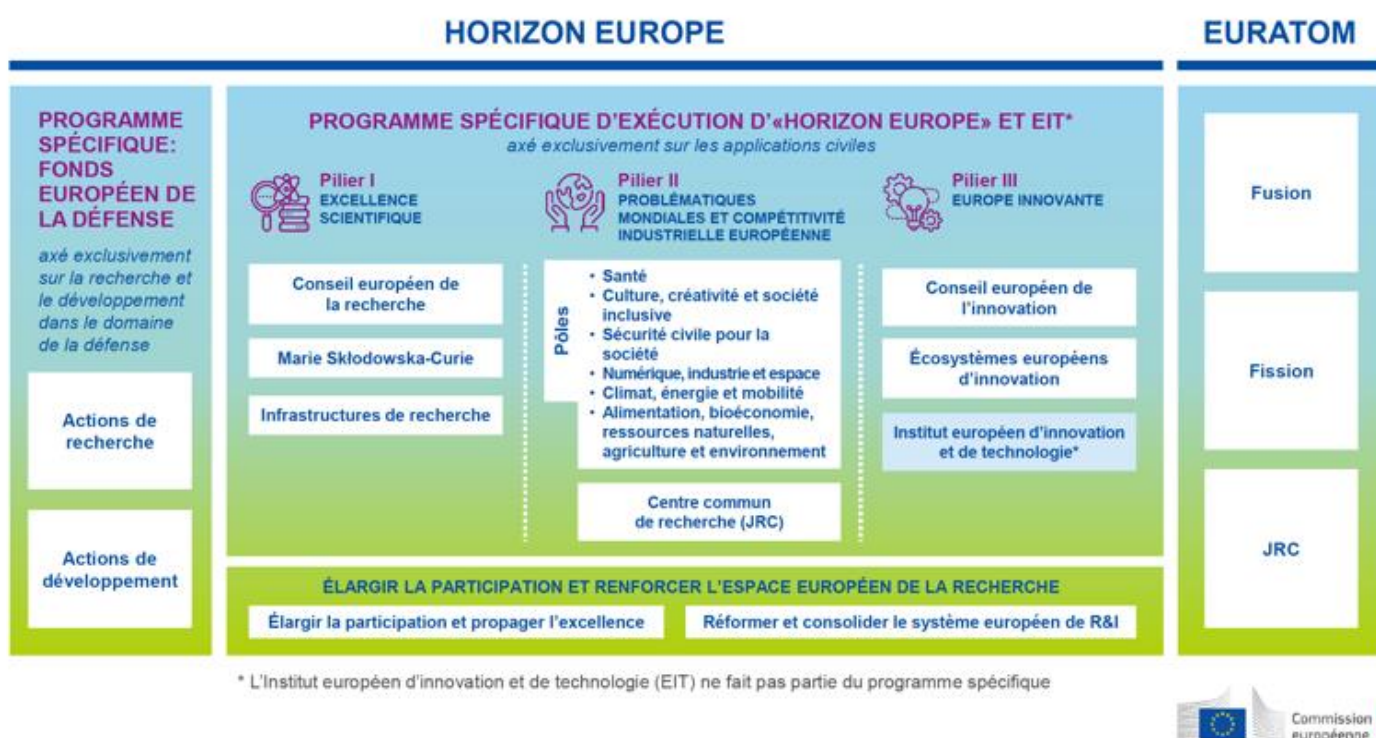 HORIZON EUROPE
EURATOM
PROGRAMME
SPÉCIFIQUE:
FONDS
EUROPÉEN DE
LA DÉFENSE
axé exclusivement
sur la recherche et
le développement
dans le domaine
de la défense
Actions de
recherche
Actions de
développement
PROGRAMME SPÉCIFIQUE D'EXÉCUTION D'«HORIZON EUROPE» ET EIT*
axé exclusivement sur les applications civiles
Pilier I
EXCELLENCE
SCIENTIFIQUE
Conseil européen de
la recherche
Marie Skłodowska-Curie
Infrastructures de recherche
Pilier II
PROBLÉMATIQUES
MONDIALES ET COMPÉTITIVITÉ
INDUSTRIELLE EUROPÉENNE
Pôles
• Santé
• Culture, créativité et société
inclusive
• Sécurité civile pour la
société
• Numérique, industrie et espace
• Climat, énergie et mobilité
• Alimentation, bioéconomie,
ressources naturelles,
agriculture et environnement
Centre commun
de recherche (JRC)
Pilier III
EUROPE INNOVANTE
Conseil européen de
l'innovation
Écosystèmes européens
d'innovation
Institut européen d'innovation
et de technologie*
ÉLARGIR LA PARTICIPATION ET RENFORCER L'ESPACE EUROPÉEN DE LA RECHERCHE
Élargir la participation et propager l'excellence
Réformer et consolider le système européen de R&I
Fusion
Fission
JRC
* L'Institut européen d'innovation et de technologie (EIT) ne fait pas partie du programme spécifique
Commission
européenne